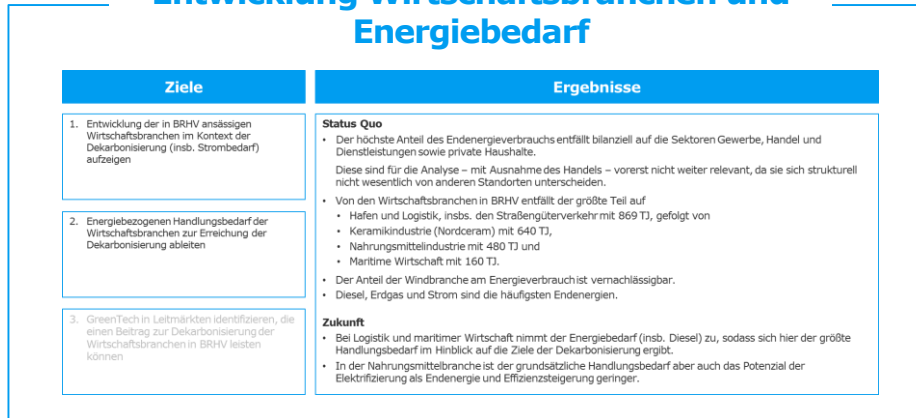 Entwicklung Wirtschaftsbranchen und
Energiebedarf
Ziele
1. Entwicklung der in BRHV ansässigen
Wirtschaftsbranchen im Kontext der
Dekarbonisierung (insb. Strombedarf)
aufzeigen
2. Energiebezogenen Handlungsbedarf der
Wirtschaftsbranchen zur Erreichung der
Dekarbonisierung ableiten
3. GreenTech in Leitmärkten identifizieren, die
einen Beitrag zur Dekarbonisierung der
Wirtschaftsbranchen in BRHV leisten
können
Ergebnisse
Status Quo
• Der höchste Anteil des Endenergieverbrauchs entfällt bilanziell auf die Sektoren Gewerbe, Handel und
Dienstleistungen sowie private Haushalte.
Diese sind für die Analyse – mit Ausnahme des Handels – vorerst nicht weiter relevant, da sie sich strukturell
nicht wesentlich von anderen Standorten unterscheiden.
• Von den Wirtschaftsbranchen in BRHV entfällt der größte Teil auf
• Hafen und Logistik, insbs. den Straßengüterverkehr mit 869 TJ, gefolgt von
• Keramikindustrie (Nordceram) mit 640 TJ,
• Nahrungsmittelindustrie mit 480 TJ und
• Maritime Wirtschaft mit 160 TJ.
• Der Anteil der Windbranche am Energieverbrauch ist vernachlässigbar.
• Diesel, Erdgas und Strom sind die häufigsten Endenergien.
Zukunft
• Bei Logistik und maritimer Wirtschaft nimmt der Energiebedarf (insb. Diesel) zu, sodass sich hier der größte
Handlungsbedarf im Hinblick auf die Ziele der Dekarbonisierung ergibt.
• In der Nahrungsmittelbranche ist der grundsätzliche Handlungsbedarf aber auch das Potenzial der
Elektrifizierung als Endenergie und Effizienzsteigerung geringer.